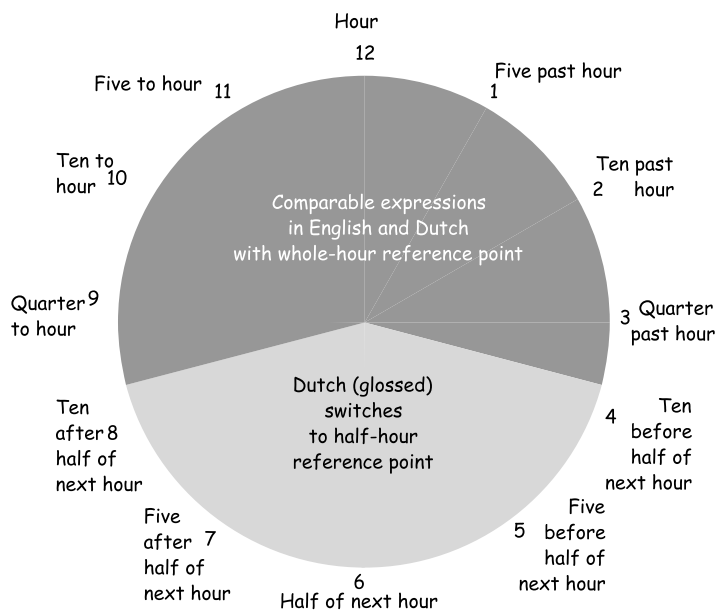 Hour
12
Five past hour
1
Ten past
2 hour
3 Quarter
past hour
4 Ten
before
half of
next hour
5 Five
before
half of
next hour
6
Half of next hour
Five
after 7
half of
next hour
Ten
after 8
half of
next hour
Quarter 9
to hour
Ten to
hour 10
Five to hour 11
Comparable expressions
in English and Dutch
with whole-hour reference point
Dutch (glossed)
switches
to half-hour
reference point